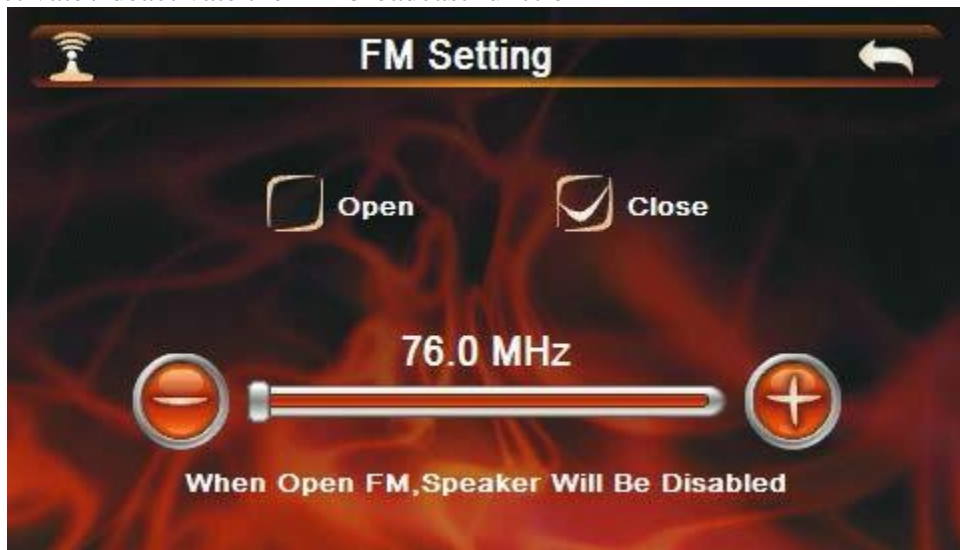 FM Setting
Open Close
76.0 MHz
When Open FM,Speaker Will Be Disabled